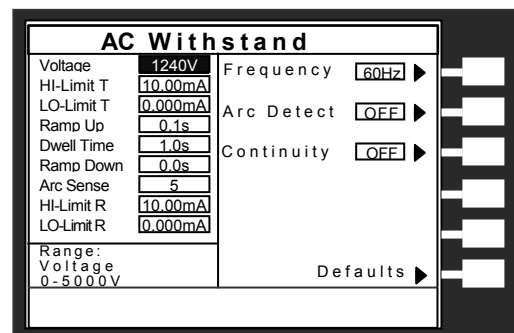 AC Withstand
Voltage 1240V
HI-Limit T 10.00mA
LO-Limit T 0.000mA
Ramp Up 0.1s
Dwell Time 1.0s
Ramp Down 0.0s
Arc Sense 5
HI-Limit R 10.00mA
LO-Limit R 0.000mA
Range:
Voltage
0-5000V
Frequency 60Hz
Arc Detect OFF
Continuity OFF
Defaults